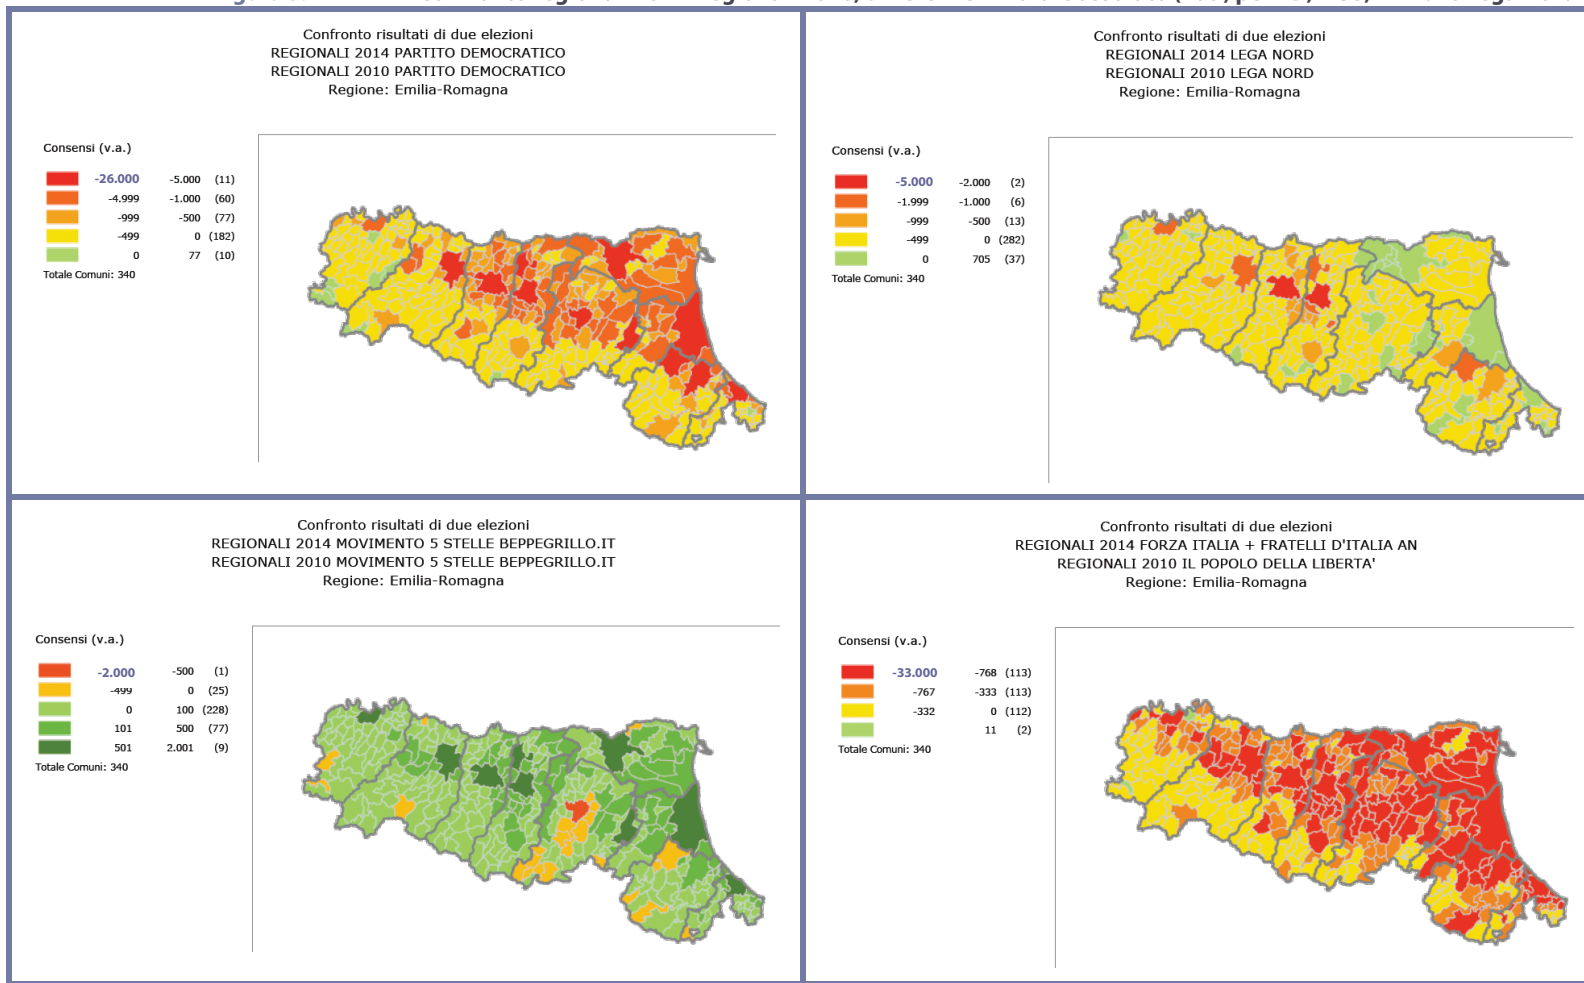 Confronto risultati di due elezioni
REGIONALI 2014 PARTITO DEMOCRATICO
REGIONALI 2010 PARTITO DEMOCRATICO
Regione: Emilia-Romagna
Consensi (v.a.)
-26.000 -5.000 (11)
-4.999 -1.000 (60)
-999 -500 (77)
-499 0 (182)
0 77 (10)
Totale Comuni: 340
Confronto risultati di due elezioni
REGIONALI 2014 LEGA NORD
REGIONALI 2010 LEGA NORD
Regione: Emilia-Romagna
Consensi (v.a.)
-5.000 -2.000 (2)
-1.999 -1.000 (6)
-999 -500 (13)
-499 0 (282)
0 705 (37)
Totale Comuni: 340
Confronto risultati di due elezioni
REGIONALI 2014 MOVIMENTO 5 STELLE BEPPEGRILLO.IT
REGIONALI 2010 MOVIMENTO 5 STELLE BEPPEGRILLO.IT
Regione: Emilia-Romagna
Consensi (v.a.)
-2.000 -500 (1)
-499 0 (25)
0 100 (228)
101 500 (77)
501 2.001 (9)
Totale Comuni: 340
Confronto risultati di due elezioni
REGIONALI 2014 FORZA ITALIA + FRATELLI D'ITALIA AN
REGIONALI 2010 IL POPOLO DELLA LIBERTA'
Regione: Emilia-Romagna
Consensi (v.a.)
-33.000 -768 (113)
-767 -333 (113)
-332 0 (112)
11 (2)
Totale Comuni: 340